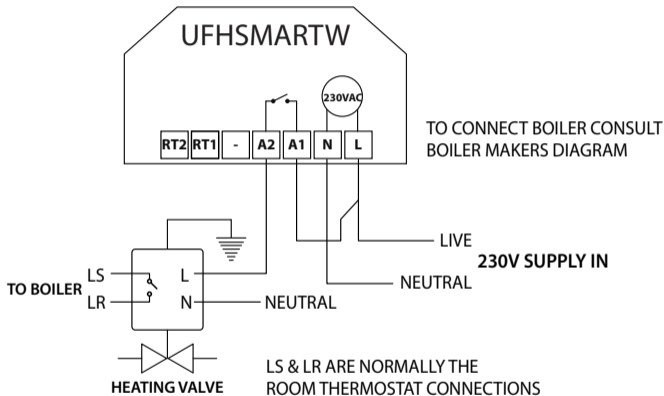 UFHSMARTW
230VAC
RT2 RT1 - A2 A1 N L
TO CONNECT BOILER CONSULT
BOILER MAKERS DIAGRAM
LIVE
230V SUPPLY IN
NEUTRAL
TO BOILER
LS L
LR N NEUTRAL
HEATING VALVE
LS & LR ARE NORMALLY THE
ROOM THERMOSTAT CONNECTIONS